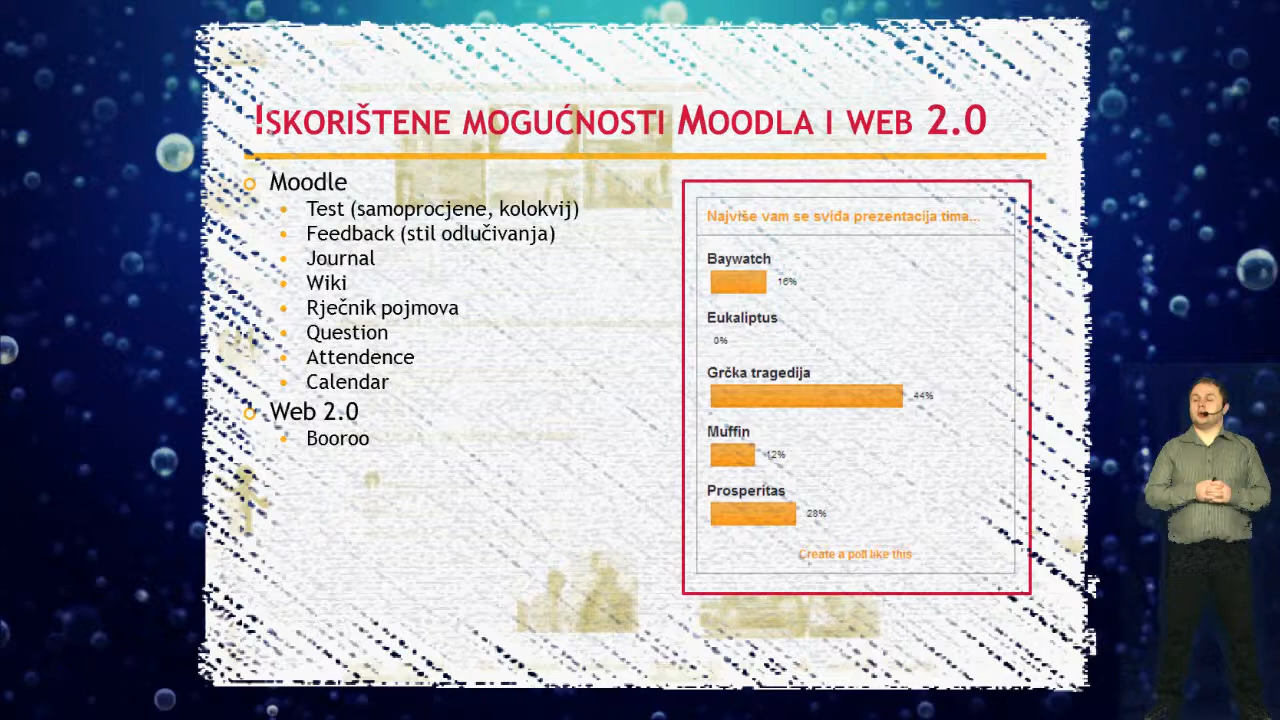 Iskorištene mogućnosti Moodla i web 2.0
Moodle
Test (samoprocjene, kolokvij)
Feedback (stil odlučivanja)
Journal
Wiki
Rječnik pojmova
Question
Attendence
Calendar
Web 2.0
Booroo
Najviše vam se sviđa prezentacija tima...
Baywatch
16%
Eukaliptus
0%
Grčka tragedija
44%
Muffin
12%
Prosperitas
28%
Create a poll like this